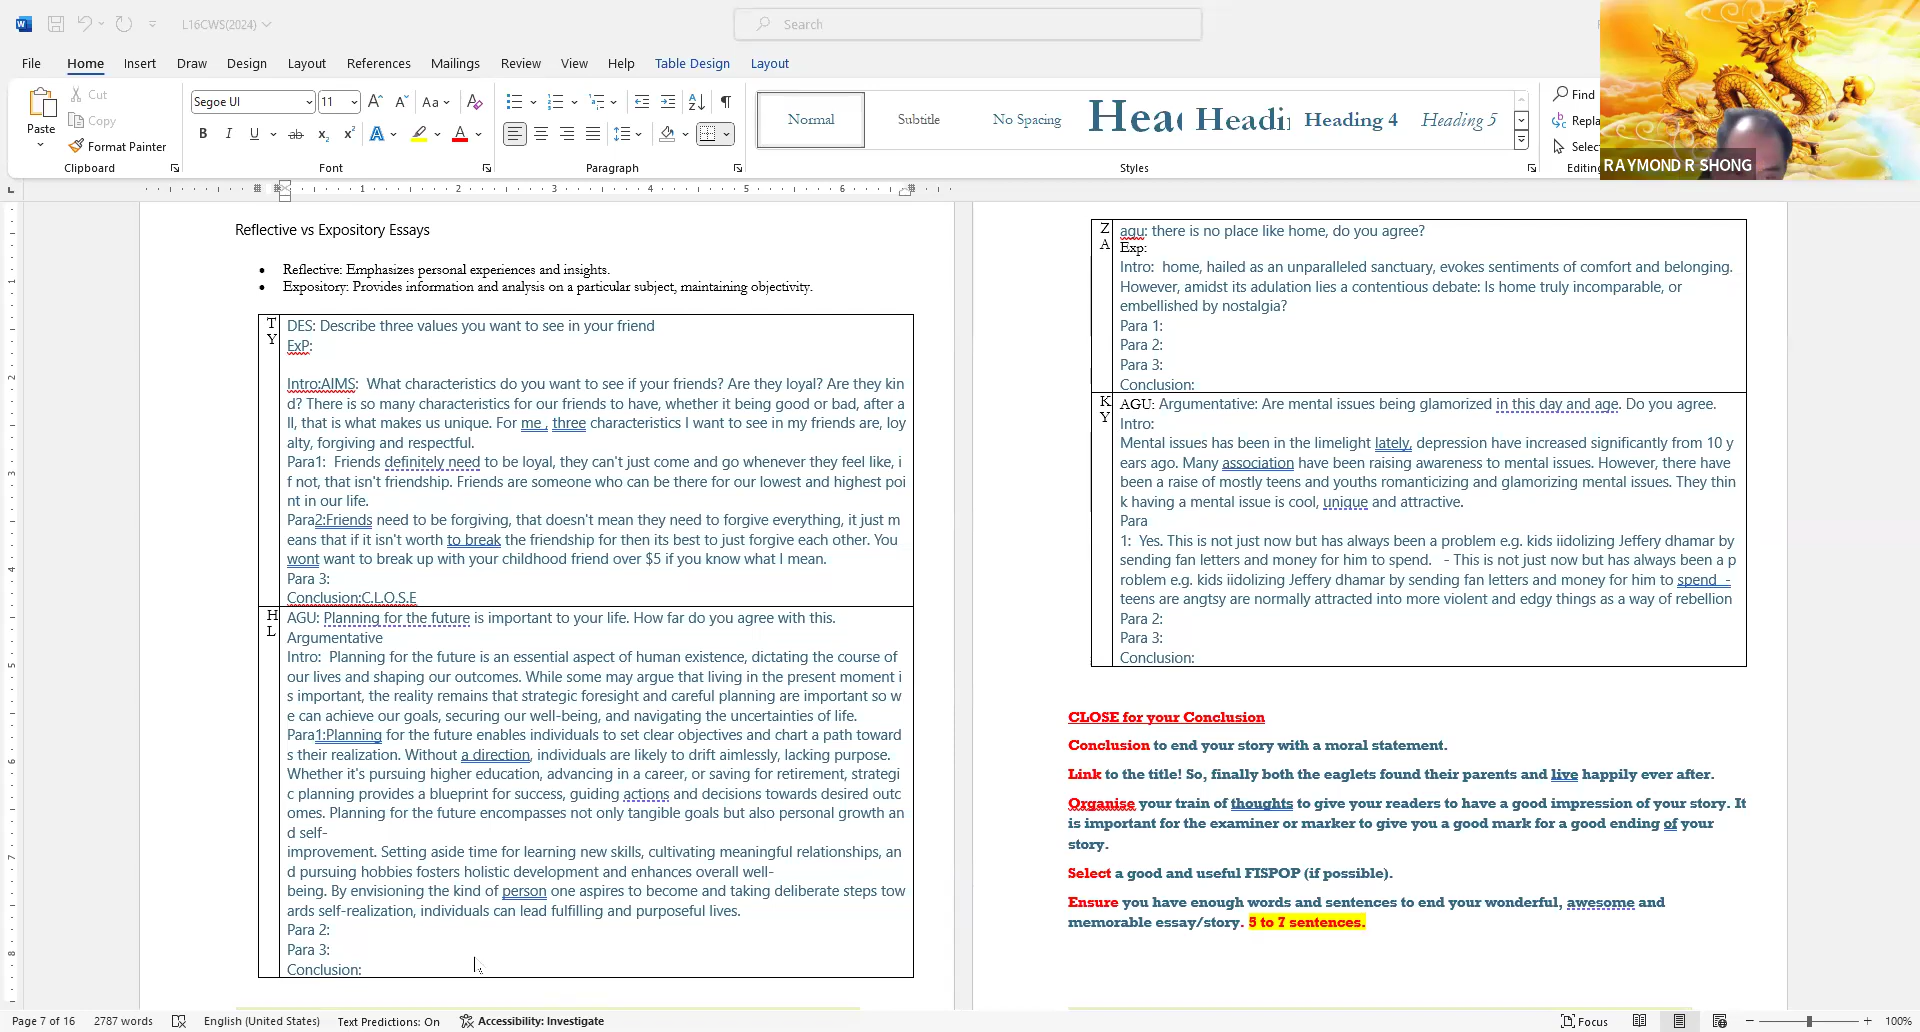 L16CWS(2024)
Search
RAYMOND R SHONG
File Home Insert Draw Design Layout References Mailings Review View Help Table Design Layout
Paste
Cut
Copy
Format Painter
Clipboard
Segoe UI 11
Font
Paragraph
Normal
Subtitle
No Spacing
Heading 4
Heading 5
Styles
Find
Editing
Reflective vs Expository Essays
• Reflective: Emphasizes personal experiences and insights.
• Expository: Provides information and analysis on a particular subject, maintaining objectivity.
T
Y
DES: Describe three values you want to see in your friend
ExP:
Intro:AIMS: What characteristics do you want to see if your friends? Are they loyal? Are they kin
d? There is so many characteristics for our friends to have, whether it being good or bad, after a
ll, that is what makes us unique. For me , three characteristics I want to see in my friends are, loy
alty, forgiving and respectful.
Para1: Friends definitely need to be loyal, they can't just come and go whenever they feel like, i
f not, that isn't friendship. Friends are someone who can be there for our lowest and highest poi
nt in our life.
Para2:Friends need to be forgiving, that doesn't mean they need to forgive everything, it just m
eans that if it isn't worth to break the friendship for then its best to just forgive each other. You
wont want to break up with your childhood friend over $5 if you know what I mean.
Para 3:
Conclusion:C.L.O.S.E
H
L
AGU: Planning for the future is important to your life. How far do you agree with this.
Argumentative
Intro: Planning for the future is an essential aspect of human existence, dictating the course of
our lives and shaping our outcomes. While some may argue that living in the present moment i
s important, the reality remains that strategic foresight and careful planning are important so w
e can achieve our goals, securing our well-being, and navigating the uncertainties of life.
Para1:Planning for the future enables individuals to set clear objectives and chart a path toward
s their realization. Without a direction, individuals are likely to drift aimlessly, lacking purpose.
Whether it's pursuing higher education, advancing in a career, or saving for retirement, strategi
c planning provides a blueprint for success, guiding actions and decisions towards desired outc
omes. Planning for the future encompasses not only tangible goals but also personal growth an
d self-
improvement. Setting aside time for learning new skills, cultivating meaningful relationships, an
d pursuing hobbies fosters holistic development and enhances overall well-
being. By envisioning the kind of person one aspires to become and taking deliberate steps tow
ards self-realization, individuals can lead fulfilling and purposeful lives.
Para 2:
Para 3:
Conclusion:
Z
A
agu: there is no place like home, do you agree?
Exp:
Intro: home, hailed as an unparalleled sanctuary, evokes sentiments of comfort and belonging.
However, amidst its adulation lies a contentious debate: Is home truly incomparable, or
embellished by nostalgia?
Para 1:
Para 2:
Para 3:
Conclusion:
K
Y
AGU: Argumentative: Are mental issues being glamorized in this day and age. Do you agree.
Intro:
Mental issues has been in the limelight lately, depression have increased significantly from 10 y
ears ago. Many association have been raising awareness to mental issues. However, there have
been a raise of mostly teens and youths romanticizing and glamorizing mental issues. They thin
k having a mental issue is cool, unique and attractive.
Para
1: Yes. This is not just now but has always been a problem e.g. kids iidolizing Jeffery dhamar by
sending fan letters and money for him to spend. - This is not just now but has always been a p
roblem e.g. kids iidolizing Jeffery dhamar by sending fan letters and money for him to spend -
teens are angtsy are normally attracted into more violent and edgy things as a way of rebellion
Para 2:
Para 3:
Conclusion:
CLOSE for your Conclusion
Conclusion to end your story with a moral statement.
Link to the title! So, finally both the eaglets found their parents and live happily ever after.
Organise your train of thoughts to give your readers to have a good impression of your story. It
is important for the examiner or marker to give you a good mark for a good ending of your
story.
Select a good and useful FISPOP (if possible).
Ensure you have enough words and sentences to end your wonderful, awesome and
memorable essay/story. 5 to 7 sentences.
Page 7 of 16 2787 words English (United States) Text Predictions: On Accessibility: Investigate Focus 100%